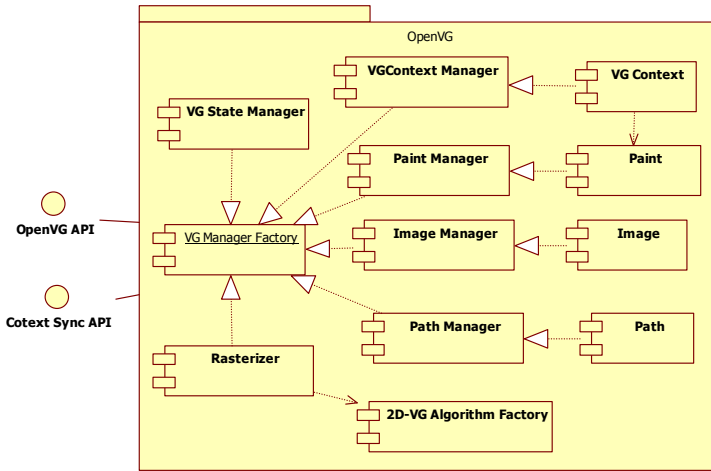 OpenVG
VGContext Manager
VG Context
VG State Manager
Paint Manager
Paint
OpenVG API
VG Manager Factory
Image Manager
Image
Cotext Sync API
Path Manager
Path
Rasterizer
2D-VG Algorithm Factory